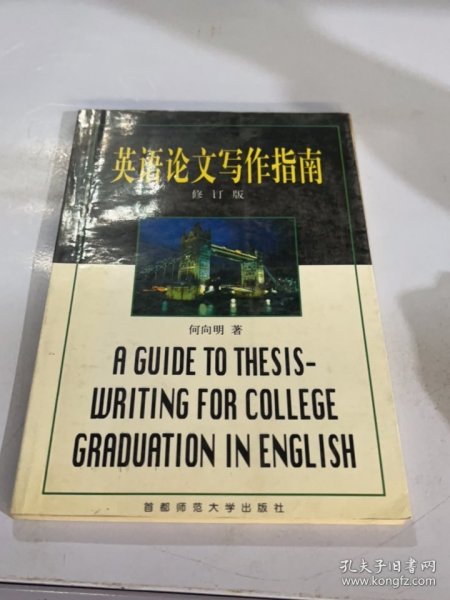 英语论文写作指南
修订版
何向明 著
A GUIDE TO THESIS-
WRITING FOR COLLEGE
GRADUATION IN ENGLISH
首都师范大学出版社
孔夫子旧书网
www.kongfz.com